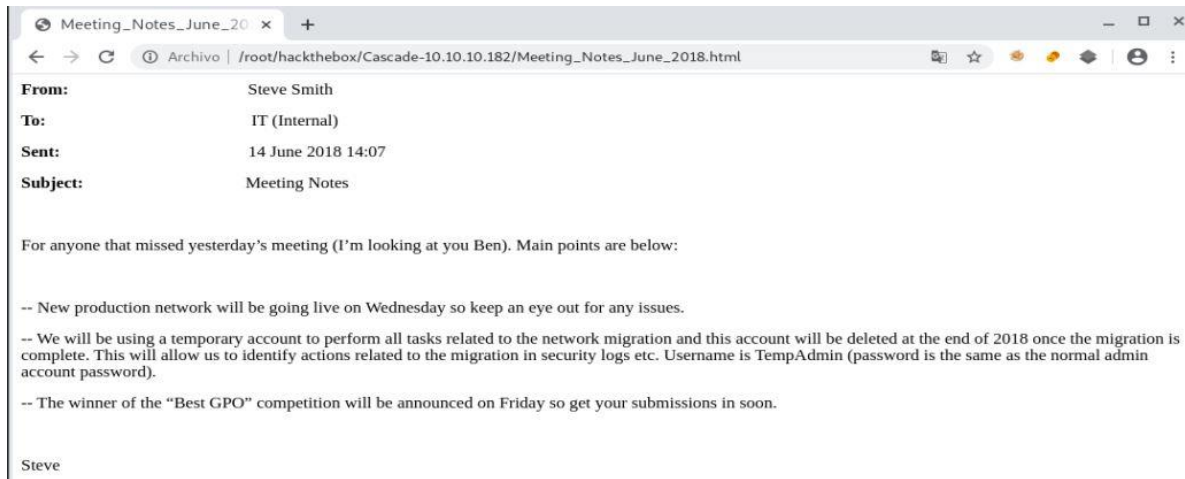 Meeting_Notes_June_20
Archivo | /root/hackthebox/Cascade-10.10.10.182/Meeting_Notes_June_2018.html
From: Steve Smith
To: IT (Internal)
Sent: 14 June 2018 14:07
Subject: Meeting Notes
For anyone that missed yesterday’s meeting (I’m looking at you Ben). Main points are below:
-- New production network will be going live on Wednesday so keep an eye out for any issues.
-- We will be using a temporary account to perform all tasks related to the network migration and this account will be deleted at the end of 2018 once the migration is
complete. This will allow us to identify actions related to the migration in security logs etc. Username is TempAdmin (password is the same as the normal admin
account password).
-- The winner of the “Best GPO” competition will be announced on Friday so get your submissions in soon.
Steve